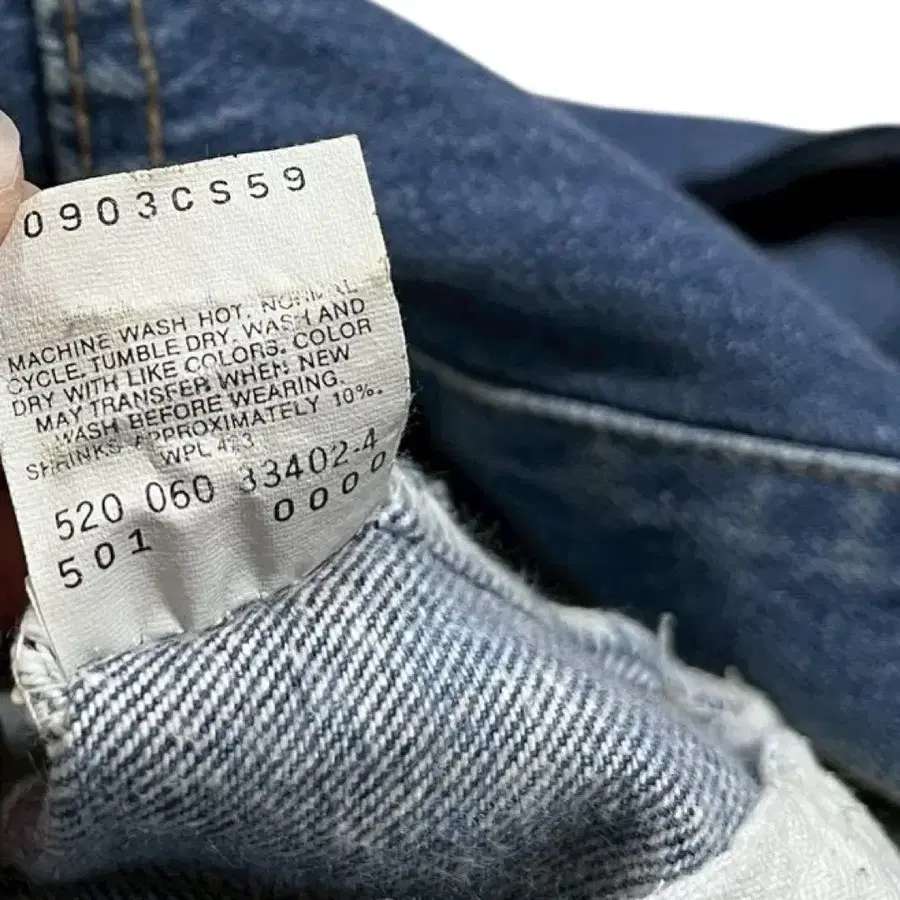 0903CS59
MACHINE WASH HOT. NORMAL
CYCLE. TUMBLE DRY. WASH AND
DRY WITH LIKE COLORS. COLOR
MAY TRANSFER WHEN NEW
WASH BEFORE WEARING.
SHRINKS APPROXIMATELY 10%.
WPL 423
520 060 33402.4
501 0000